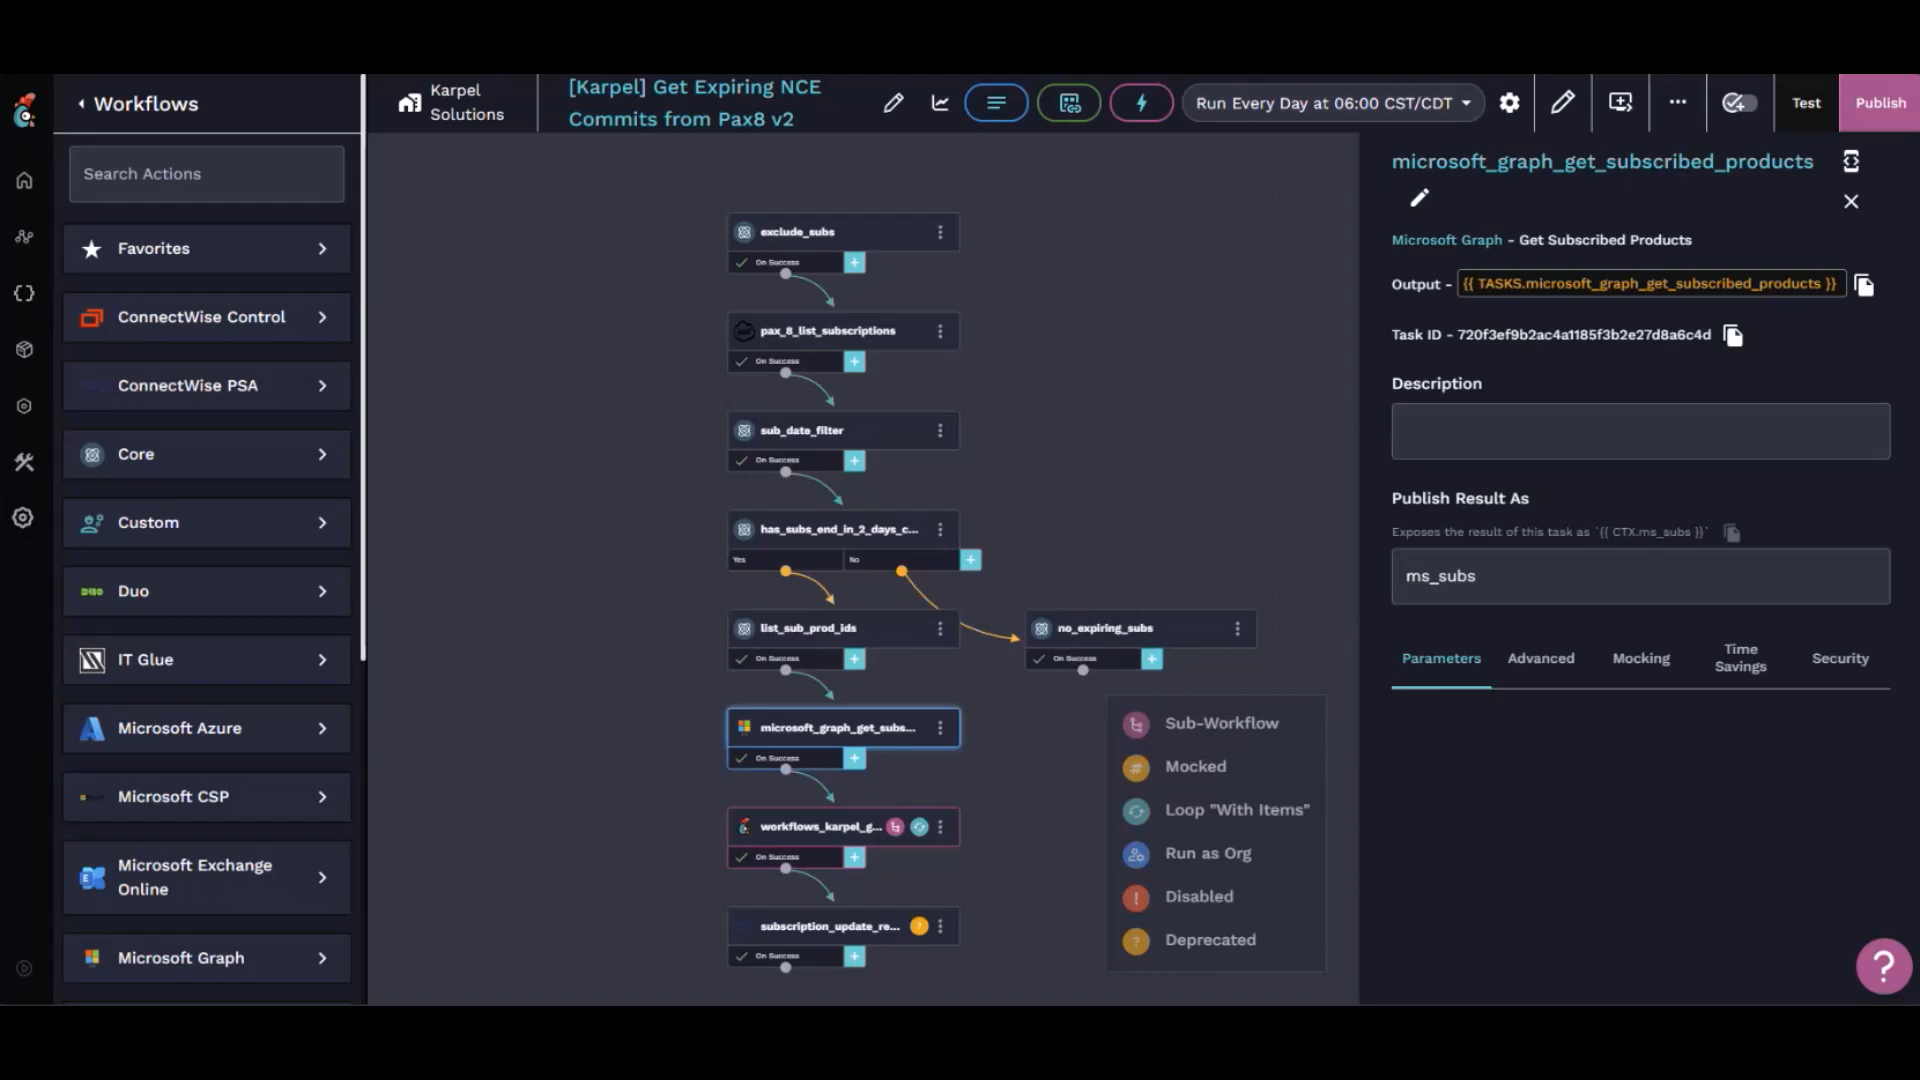 Workflows
Karpel
Solutions
[Karpel] Get Expiring NCE
Commits from Pax8 v2
Run Every Day at 06:00 CST/CDT
Test
Publish
Search Actions
Favorites
ConnectWise Control
ConnectWise PSA
Core
Custom
Duo
IT Glue
Microsoft Azure
Microsoft CSP
Microsoft Exchange
Online
Microsoft Graph
exclude_subs
On Success
pax_8_list_subscriptions
On Success
sub_date_filter
On Success
has_subs_end_in_2_days_c...
Yes
No
list_sub_prod_ids
On Success
no_expiring_subs
On Success
microsoft_graph_get_subs...
On Success
workflows_karpel_g...
On Success
subscription_update_re...
On Success
Sub-Workflow
Mocked
Loop "With Items"
Run as Org
Disabled
Deprecated
microsoft_graph_get_subscribed_products
Microsoft Graph - Get Subscribed Products
Output - {{ TASKS.microsoft_graph_get_subscribed_products }}
Task ID - 720f3ef9b2ac4a1185f3b2e27d8a6c4d
Description
Publish Result As
Exposes the result of this task as `{{ CTX.ms_subs }}`
ms_subs
Parameters
Advanced
Mocking
Time
Savings
Security